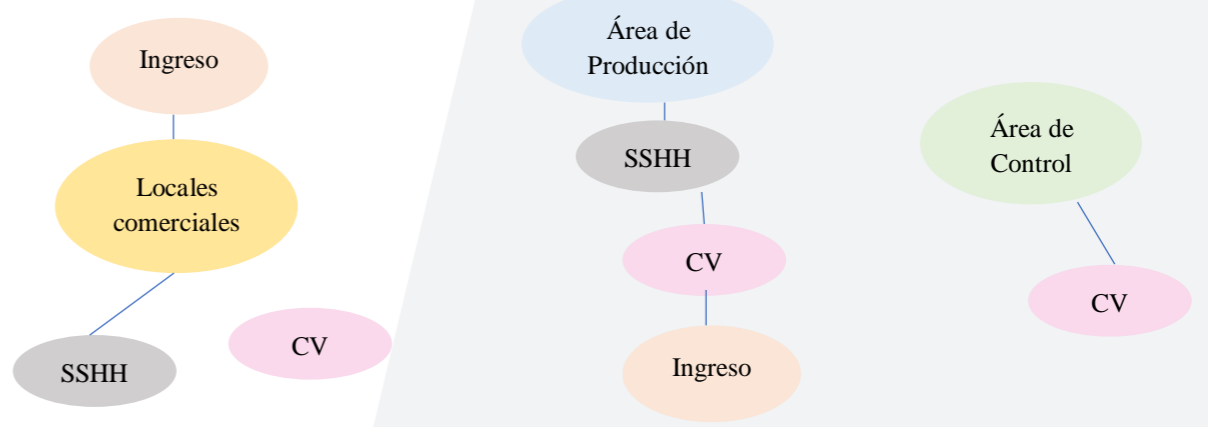 Ingreso
Locales
comerciales
SSHH
CV
Área de
Producción
SSHH
CV
Ingreso
Área de
Control
CV